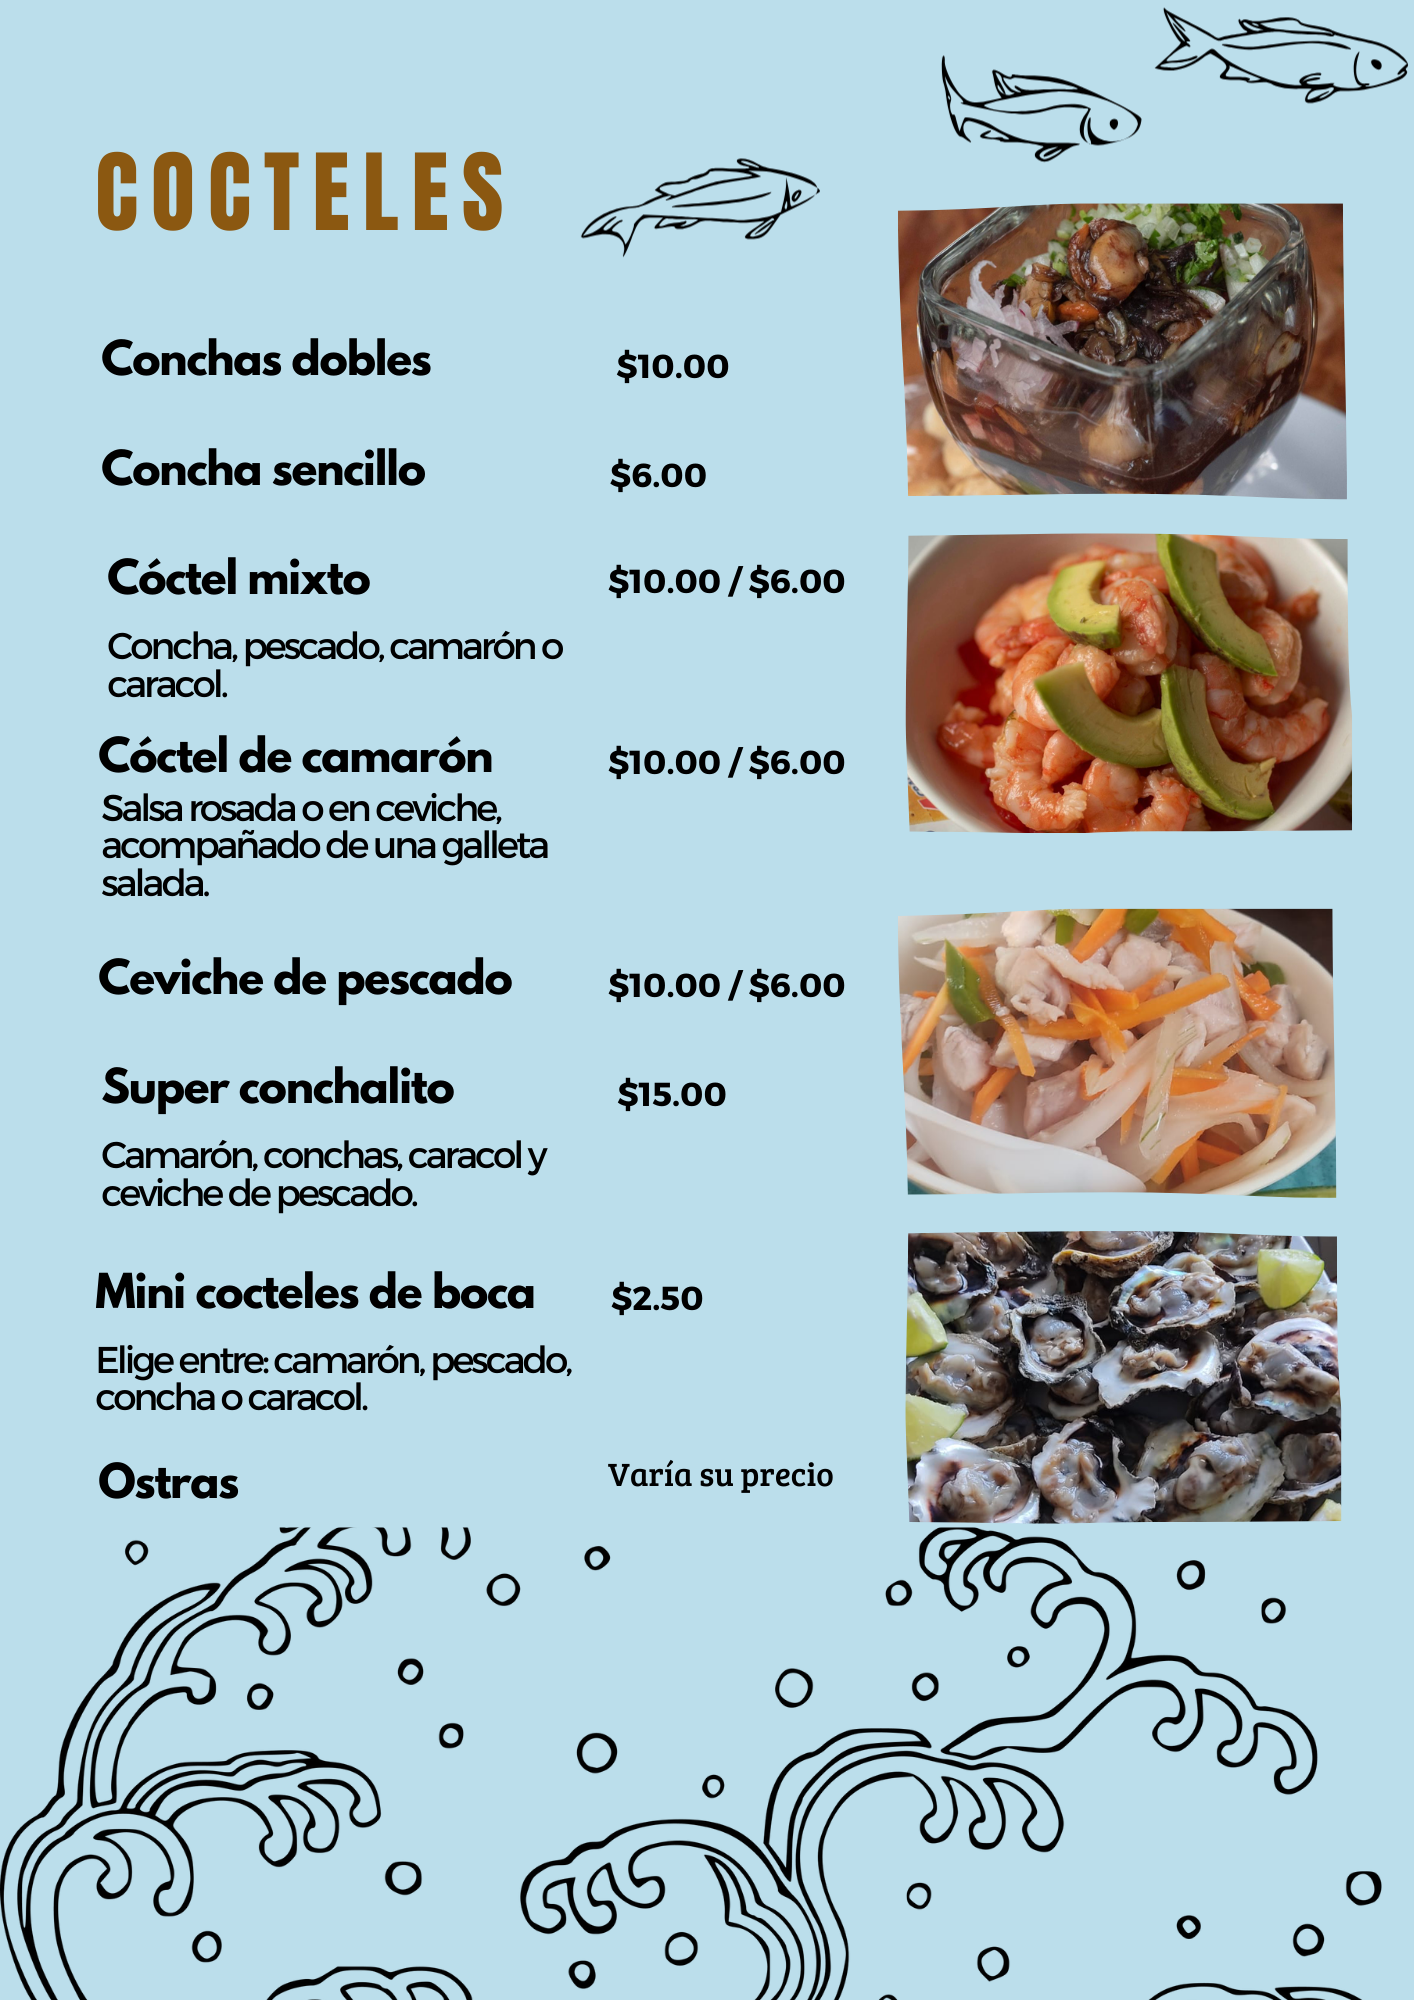 COCTELES
Conchas dobles $10.00
Concha sencillo $6.00
Cóctel mixto $10.00 / $6.00
Concha, pescado, camarón o
caracol.
Cóctel de camarón $10.00 / $6.00
Salsa rosada o en ceviche,
acompañado de una galleta
salada.
Ceviche de pescado $10.00 / $6.00
Super conchalito $15.00
Camarón, conchas, caracol y
ceviche de pescado.
Mini cocteles de boca $2.50
Elige entre: camarón, pescado,
concha o caracol.
Ostras Varía su precio